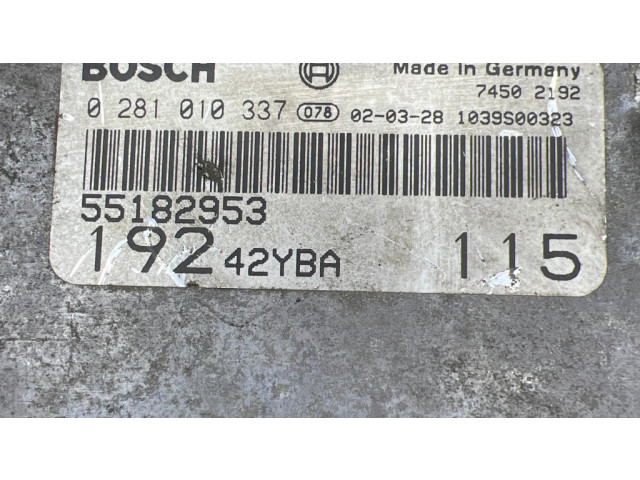 BOSCH Made in Germany
7450 2192
0 281 010 337 078 02-03-28 1039S00323
55182953
192 42YBA 115